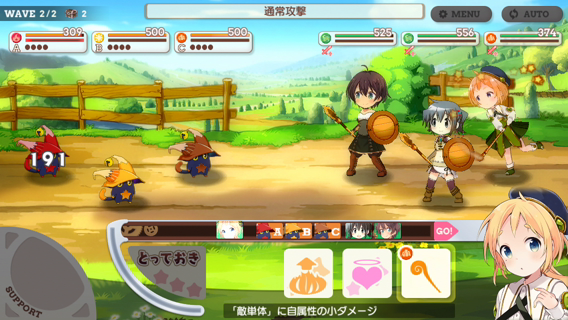 WAVE 2/2 2
通常攻撃
MENU
AUTO
309
500
500
525
556
374
A
B
C
191
A B C GO!
とっておき
SUPPORT
「敵単体」に自属性の小ダメージ